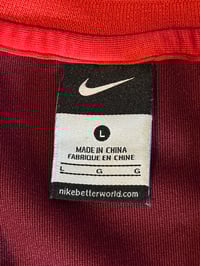 L
MADE IN CHINA
FABRIQUÉ EN CHINE
L G G
nikebetterworld.com